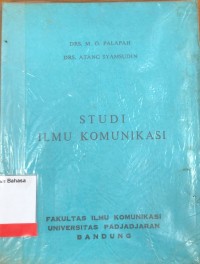 DRS. M. O. PALAPAH
DRS. ATANG SYAMSUDIN
STUDI
ILMU KOMUNIKASI
Bahasa
FAKULTAS ILMU KOMUNIKASI
UNIVERSITAS PADJADJARAN
BANDUNG